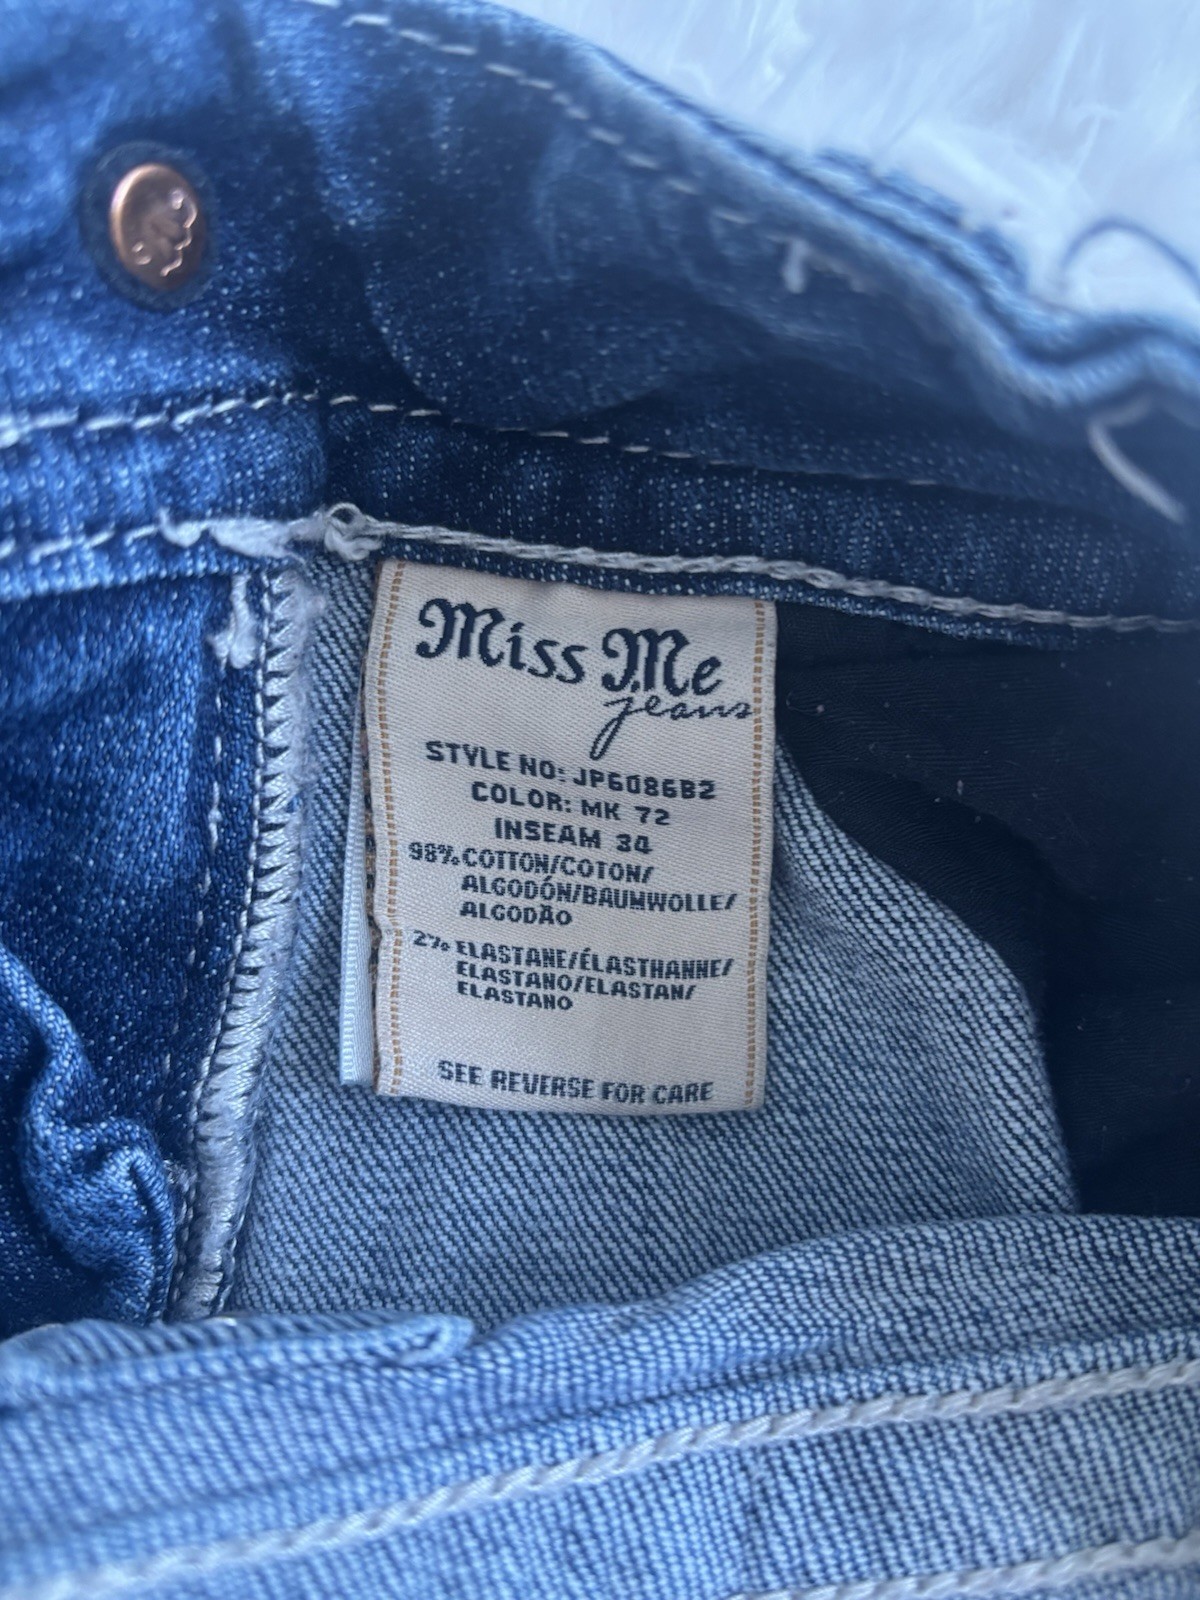 Miss Me
jeans
STYLE NO: JP6086B2
COLOR: MK 72
INSEAM 34
98% COTTON/COTON/
ALGODÓN/BAUMWOLLE/
ALGODÃO
2% ELASTANE/ÉLASTHANNE/
ELASTANO/ELASTAN/
ELASTANO
SEE REVERSE FOR CARE